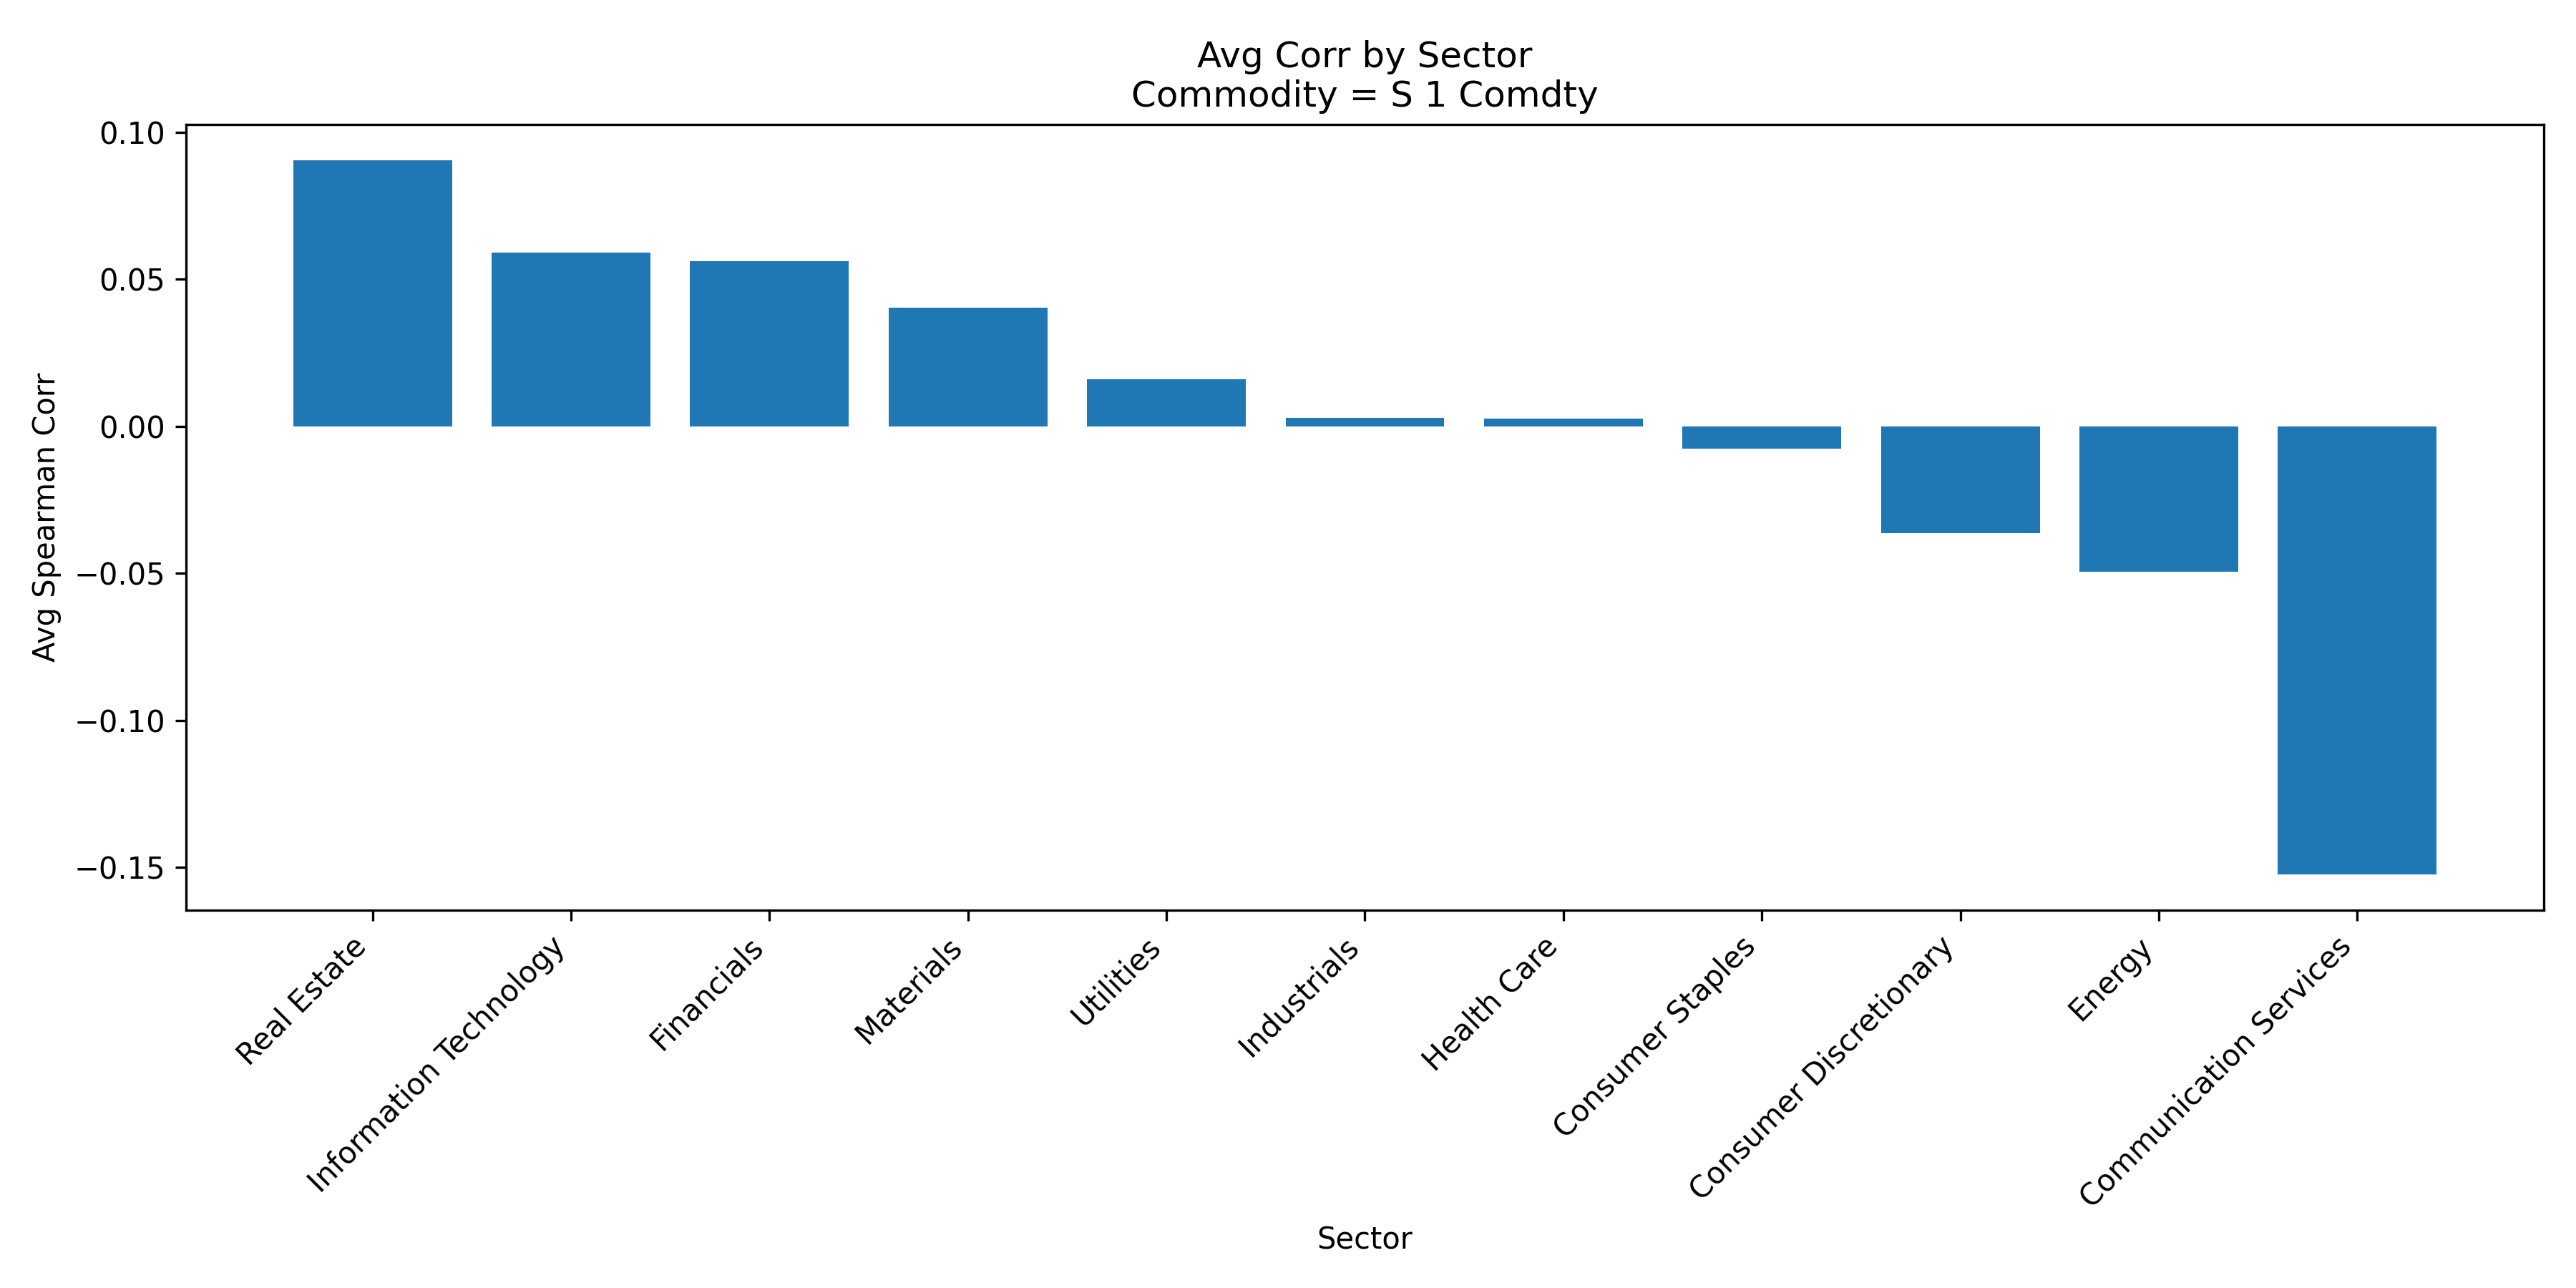 Avg Corr by Sector
Commodity = S 1 Comdty
Avg Spearman Corr
0.10
0.05
0.00
−0.05
−0.10
−0.15
Real Estate
Information Technology
Financials
Materials
Utilities
Industrials
Health Care
Consumer Staples
Consumer Discretionary
Energy
Communication Services
Sector